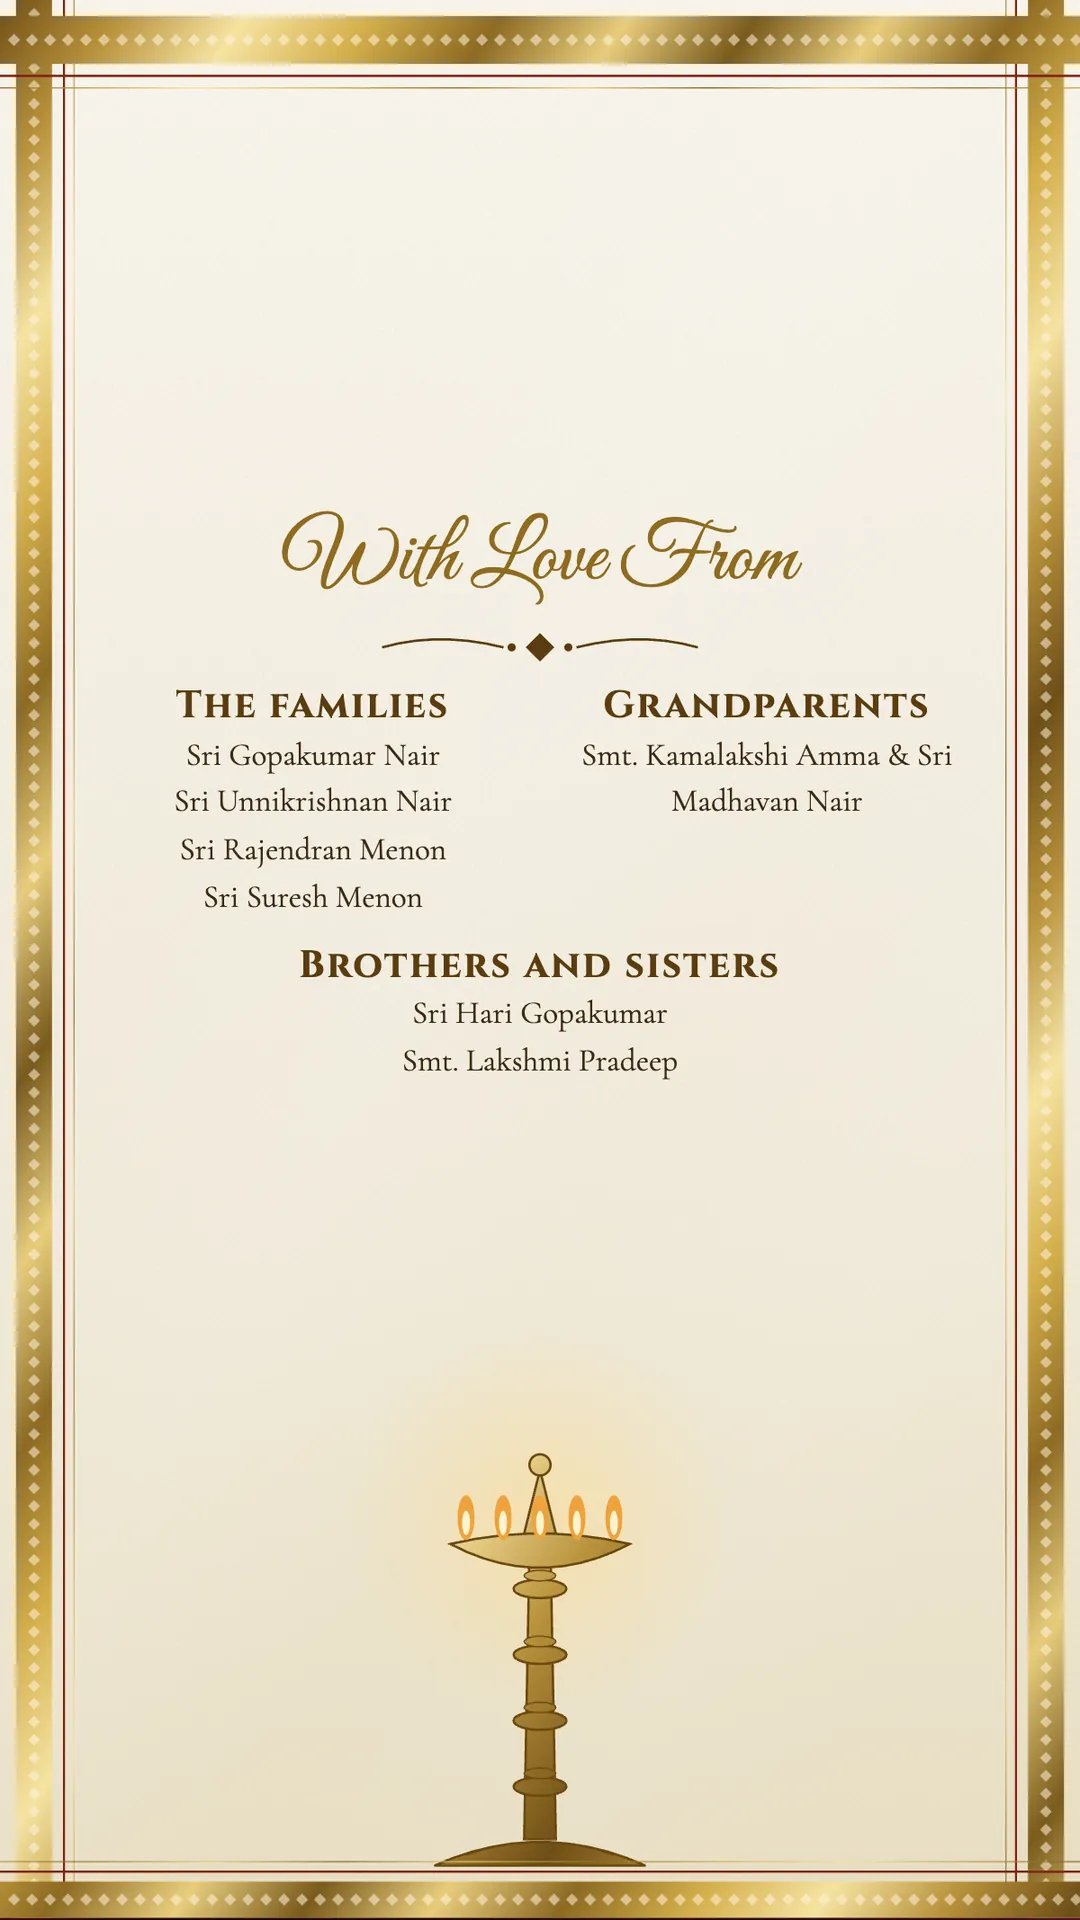 With Love From
The families
Sri Gopakumar Nair
Sri Unnikrishnan Nair
Sri Rajendran Menon
Sri Suresh Menon
Grandparents
Smt. Kamalakshi Amma & Sri
Madhavan Nair
Brothers and sisters
Sri Hari Gopakumar
Smt. Lakshmi Pradeep